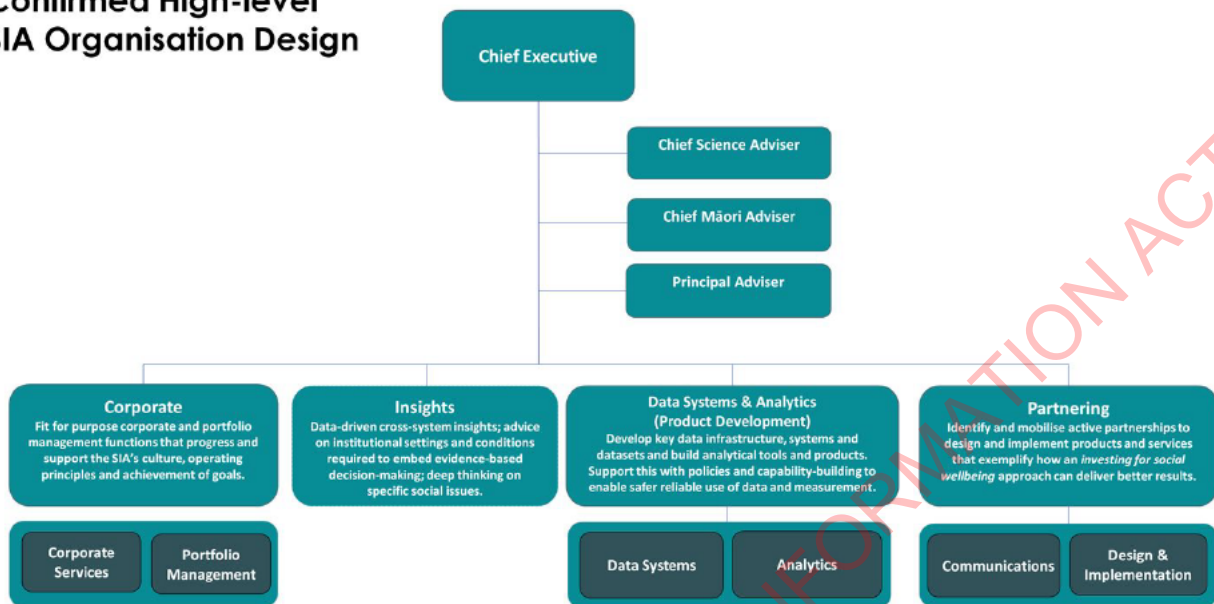 Confirmed High-level
SIA Organisation Design
Chief Executive
Chief Science Adviser
Chief Māori Adviser
Principal Adviser
Corporate
Fit for purpose corporate and portfolio
management functions that progress and
support the SIA's culture, operating
principles and achievement of goals.
Insights
Data-driven cross-system insights; advice
on institutional settings and conditions
required to embed evidence-based
decision-making; deep thinking on
specific social issues.
Data Systems & Analytics
(Product Development)
Develop key data infrastructure, systems and
datasets and build analytical tools and products.
Support this with policies and capability-building to
enable safer reliable use of data and measurement.
Partnering
Identify and mobilise active partnerships to
design and implement products and services
that exemplify how an investing for social
wellbeing approach can deliver better results.
Corporate
Services
Portfolio
Management
Data Systems
Analytics
Communications
Design &
Implementation
INFORMATION ACT